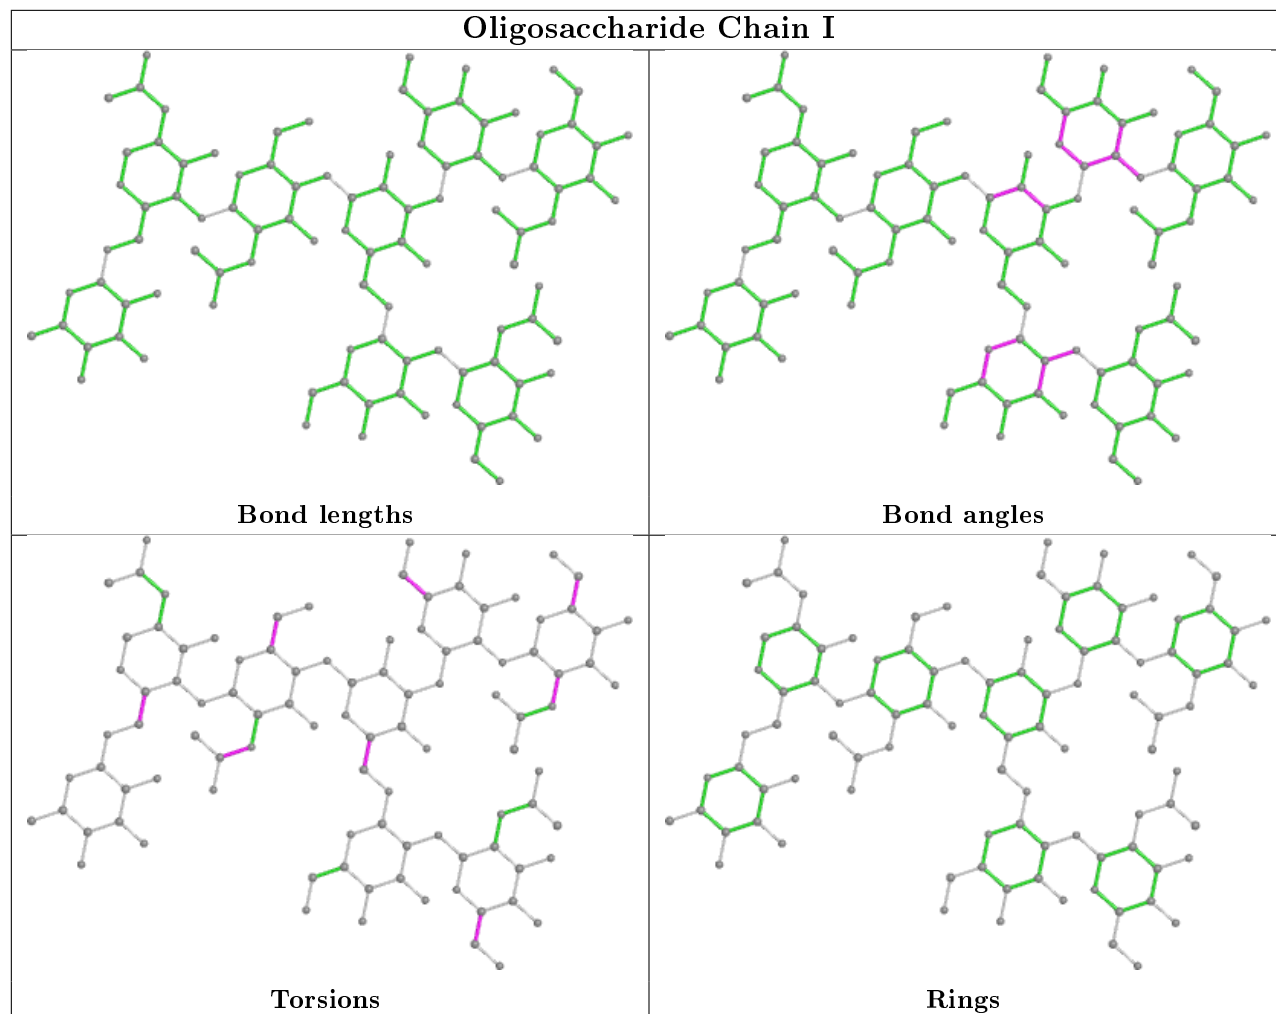 Oligosaccharide Chain I
Bond lengths
Bond angles
Torsions
Rings